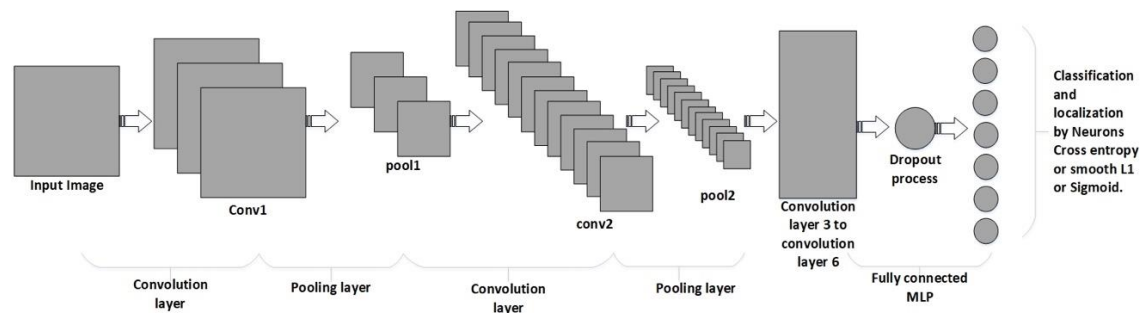 Input Image
Conv1
pool1
conv2
pool2
Convolution
layer 3 to
convolution
layer 6
Dropout
process
Classification
and
localization
by Neurons
Cross entropy
or smooth L1
or Sigmoid.
Convolution
layer
Pooling layer
Convolution
layer
Pooling layer
Fully connected
MLP